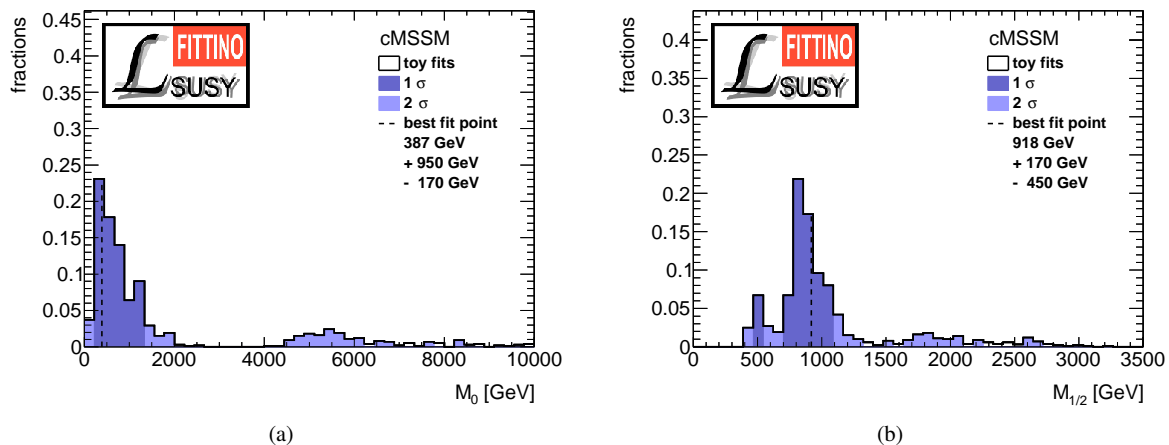 fractions
0.45
0.4
0.35
0.3
0.25
0.2
0.15
0.1
0.05
0
0 2000 4000 6000 8000 10000
M0 [GeV]
L FITTINO
SUSY
cMSSM
toy fits
1 σ
2 σ
best fit point
387 GeV
+ 950 GeV
- 170 GeV
(a)
fractions
0.4
0.35
0.3
0.25
0.2
0.15
0.1
0.05
0
0 500 1000 1500 2000 2500 3000 3500
M1/2 [GeV]
L FITTINO
SUSY
cMSSM
toy fits
1 σ
2 σ
best fit point
918 GeV
+ 170 GeV
- 450 GeV
(b)